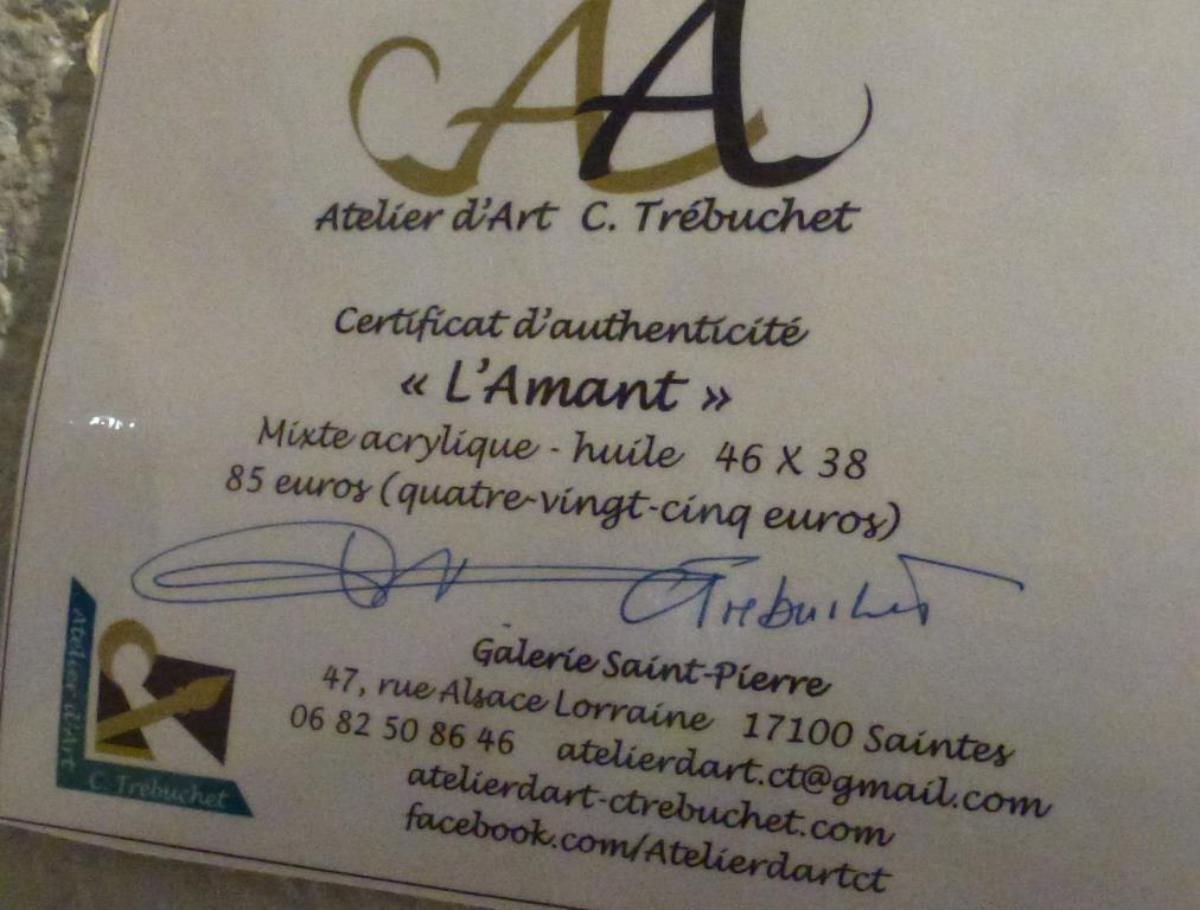 AA
Atelier d'Art C. Trébuchet
Certificat d'authenticité
« L'Amant »
Mixte acrylique - huile 46 X 38
85 euros (quatre-vingt-cinq euros)
CTrebuchet
Galerie Saint-Pierre
47, rue Alsace Lorraine 17100 Saintes
06 82 50 86 46 atelierdart.ct@gmail.com
atelierdart-ctrebuchet.com
facebook.com/Atelierdartct
Atelier d'Art
C. Trébuchet